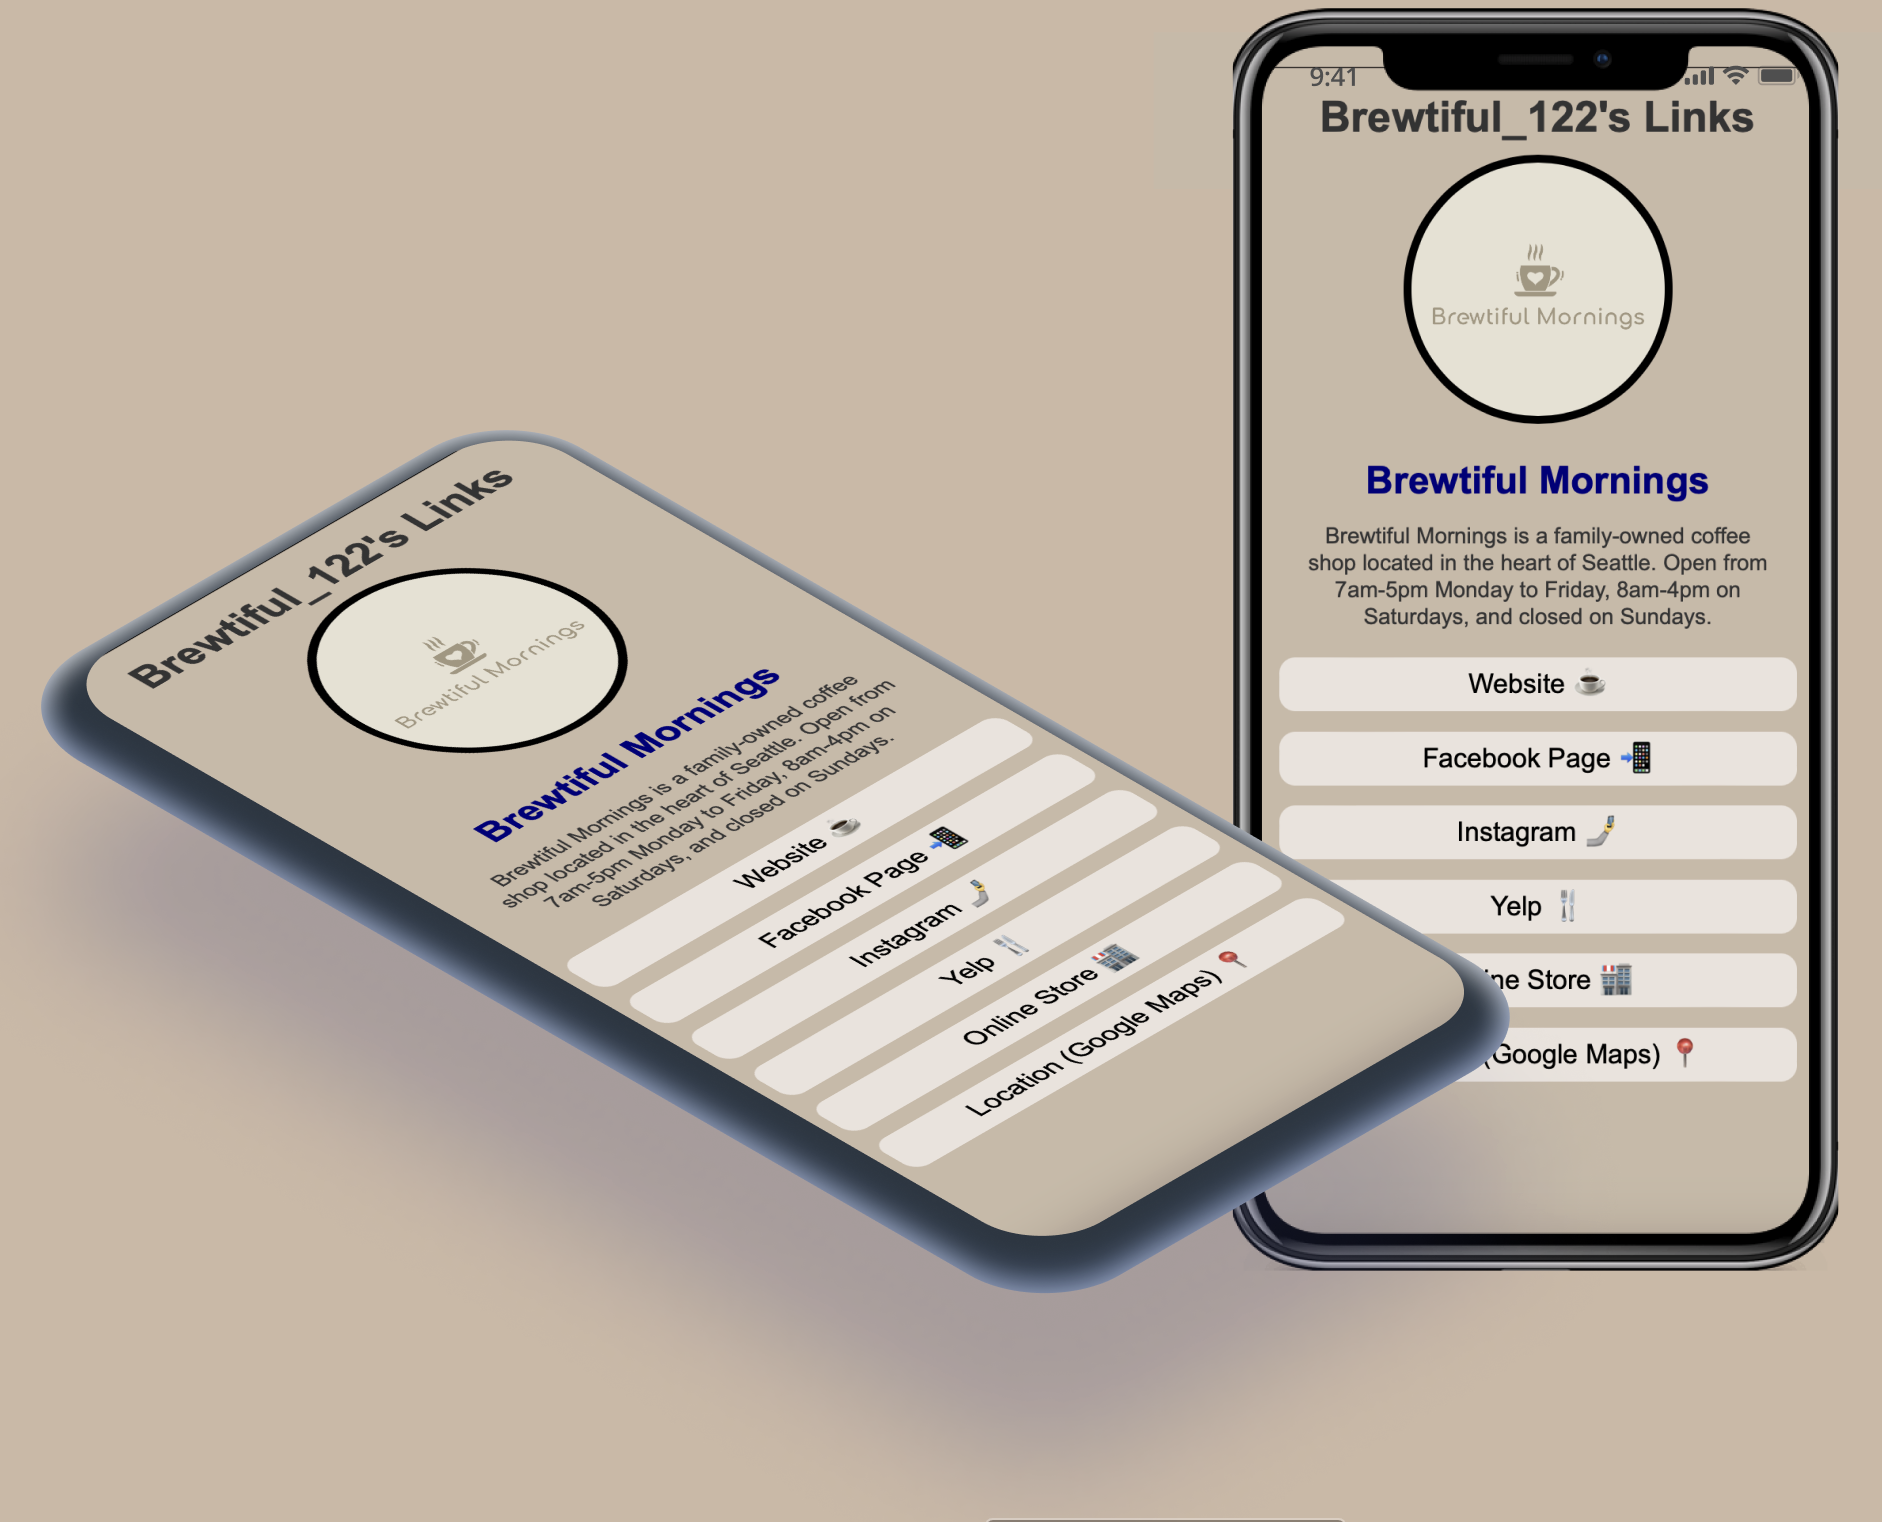 Brewtiful_122's Links
Brewtiful Mornings
Brewtiful Mornings
Brewtiful Mornings is a family-owned coffee
shop located in the heart of Seattle. Open from
7am-5pm Monday to Friday, 8am-4pm on
Saturdays, and closed on Sundays.
Website ☕
Facebook Page 📲
Instagram 🤳
Yelp 🍴
Online Store 🏬
Location (Google Maps) 📍
9:41
Brewtiful_122's Links
Brewtiful Mornings
Brewtiful Mornings
Brewtiful Mornings is a family-owned coffee
shop located in the heart of Seattle. Open from
7am-5pm Monday to Friday, 8am-4pm on
Saturdays, and closed on Sundays.
Website ☕
Facebook Page 📲
Instagram 🤳
Yelp 🍴
ne Store 🏬
(Google Maps) 📍